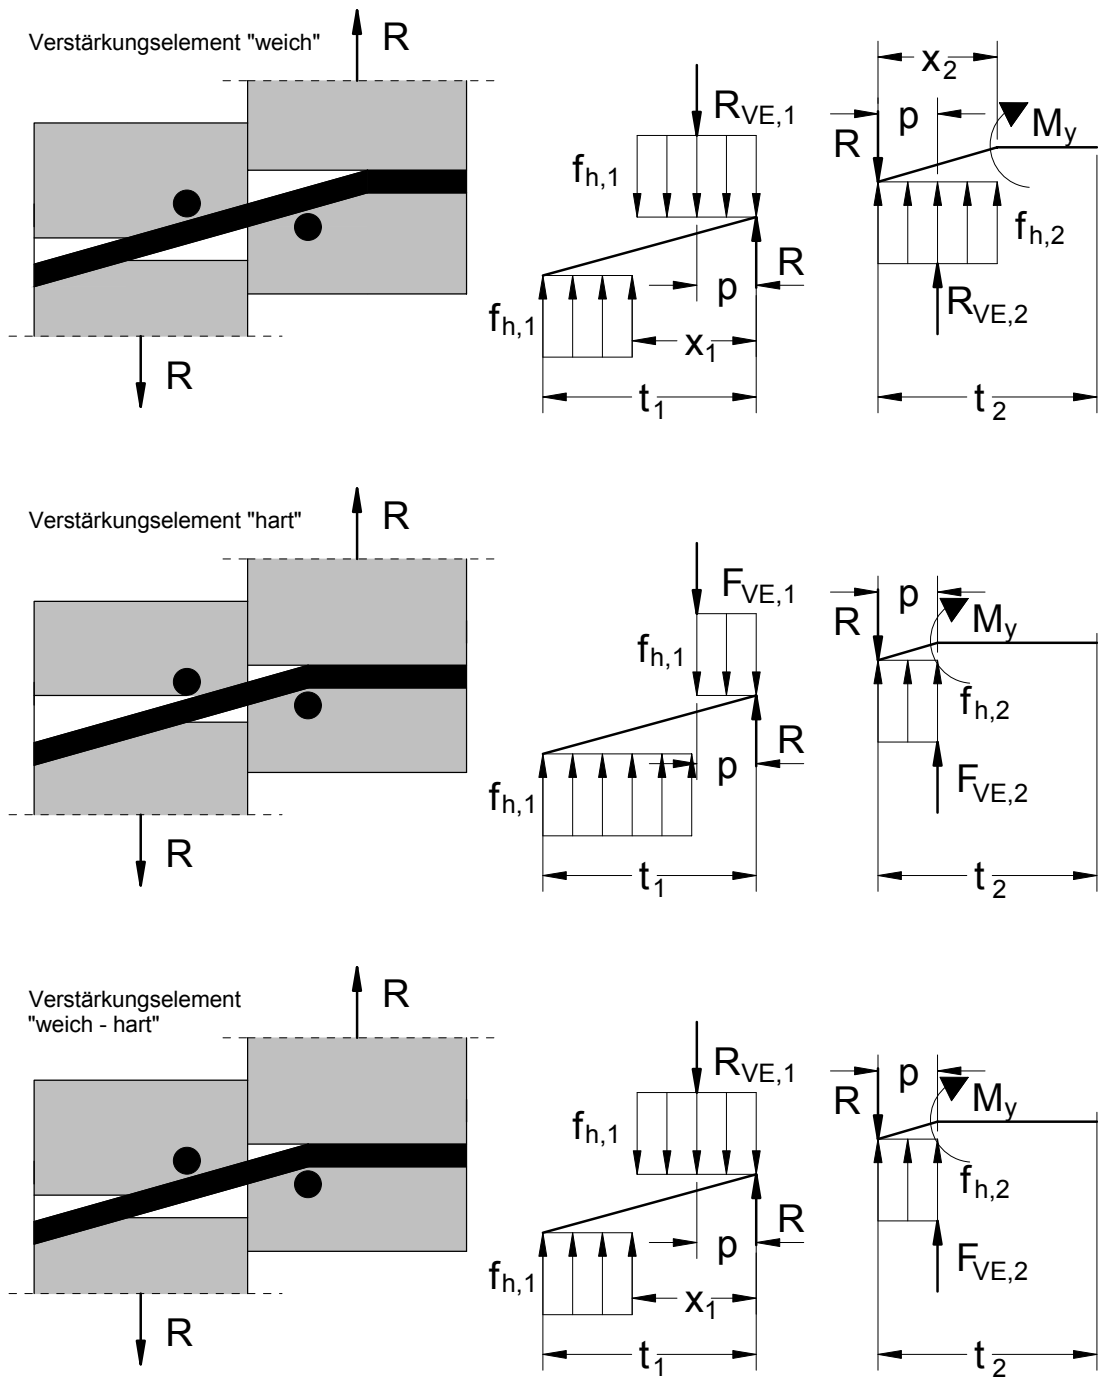 Verstärkungselement "weich"
R
R
R_VE,1
f_h,1
f_h,1
R
p
x_1
t_1
x_2
p
R
M_y
f_h,2
R_VE,2
t_2
Verstärkungselement "hart"
R
R
F_VE,1
f_h,1
f_h,1
R
p
t_1
p
R
M_y
f_h,2
F_VE,2
t_2
Verstärkungselement
"weich - hart"
R
R
R_VE,1
f_h,1
f_h,1
R
p
x_1
t_1
p
R
M_y
f_h,2
F_VE,2
t_2